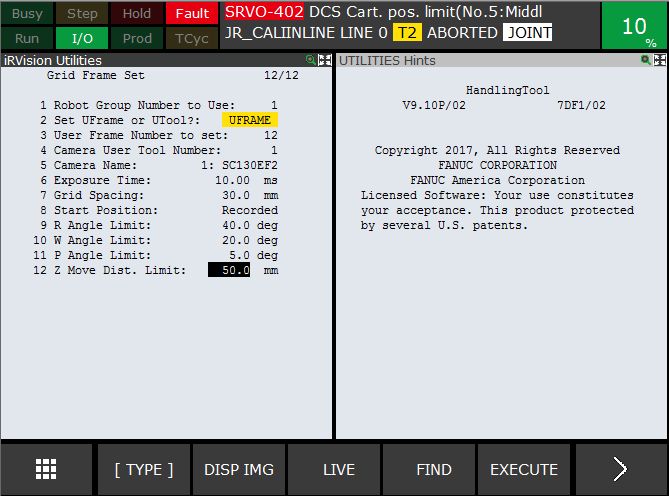 Busy Step Hold Fault SRVO-402 DCS Cart. pos. limit(No.5:Middl
Run I/O Prod TCyc JR_CALIINLINE LINE 0 T2 ABORTED JOINT
10 %
iRVision Utilities
Grid Frame Set 12/12
1 Robot Group Number to Use: 1
2 Set UFrame or UTool?: UFRAME
3 User Frame Number to set: 12
4 Camera User Tool Number: 1
5 Camera Name: 1: SC130EF2
6 Exposure Time: 10.00 ms
7 Grid Spacing: 30.0 mm
8 Start Position: Recorded
9 R Angle Limit: 40.0 deg
10 W Angle Limit: 20.0 deg
11 P Angle Limit: 5.0 deg
12 Z Move Dist. Limit: 50.0 mm
UTILITIES Hints
HandlingTool
V9.10P/02 7DF1/02
Copyright 2017, All Rights Reserved
FANUC CORPORATION
FANUC America Corporation
Licensed Software: Your use constitutes
your acceptance. This product protected
by several U.S. patents.
[ TYPE ] DISP IMG LIVE FIND EXECUTE